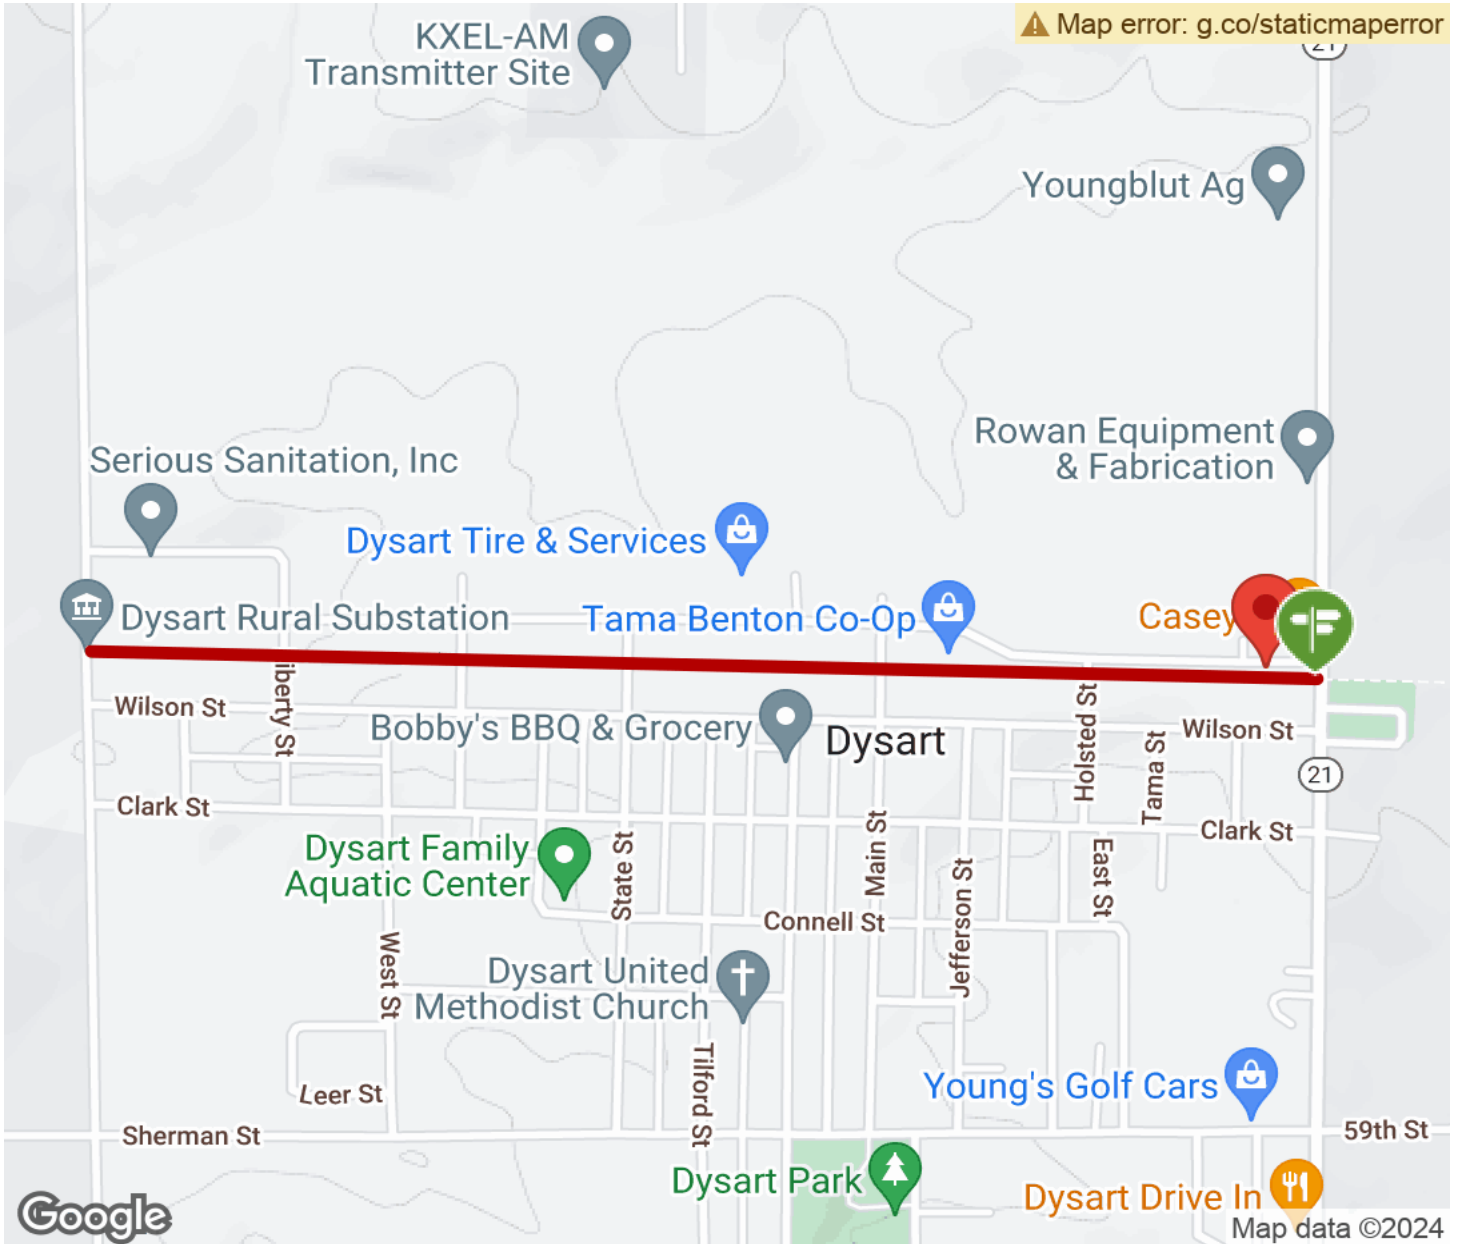 KXEL-AM
Transmitter Site
Map error: g.co/staticmaperror
21
Youngblut Ag
Rowan Equipment
& Fabrication
Serious Sanitation, Inc
Dysart Tire & Services
Dysart Rural Substation
Tama Benton Co-Op
Casey
iberty St
Holsted St
Wilson St
Bobby's BBQ & Grocery
Dysart
Wilson St
Tama St
21
Clark St
Clark St
Dysart Family
Aquatic Center
State St
Main St
East St
Jefferson St
Connell St
West St
Dysart United
Methodist Church
Tilford St
Leer St
Young's Golf Cars
Sherman St
59th St
Dysart Park
Dysart Drive In
Google
Map data ©2024